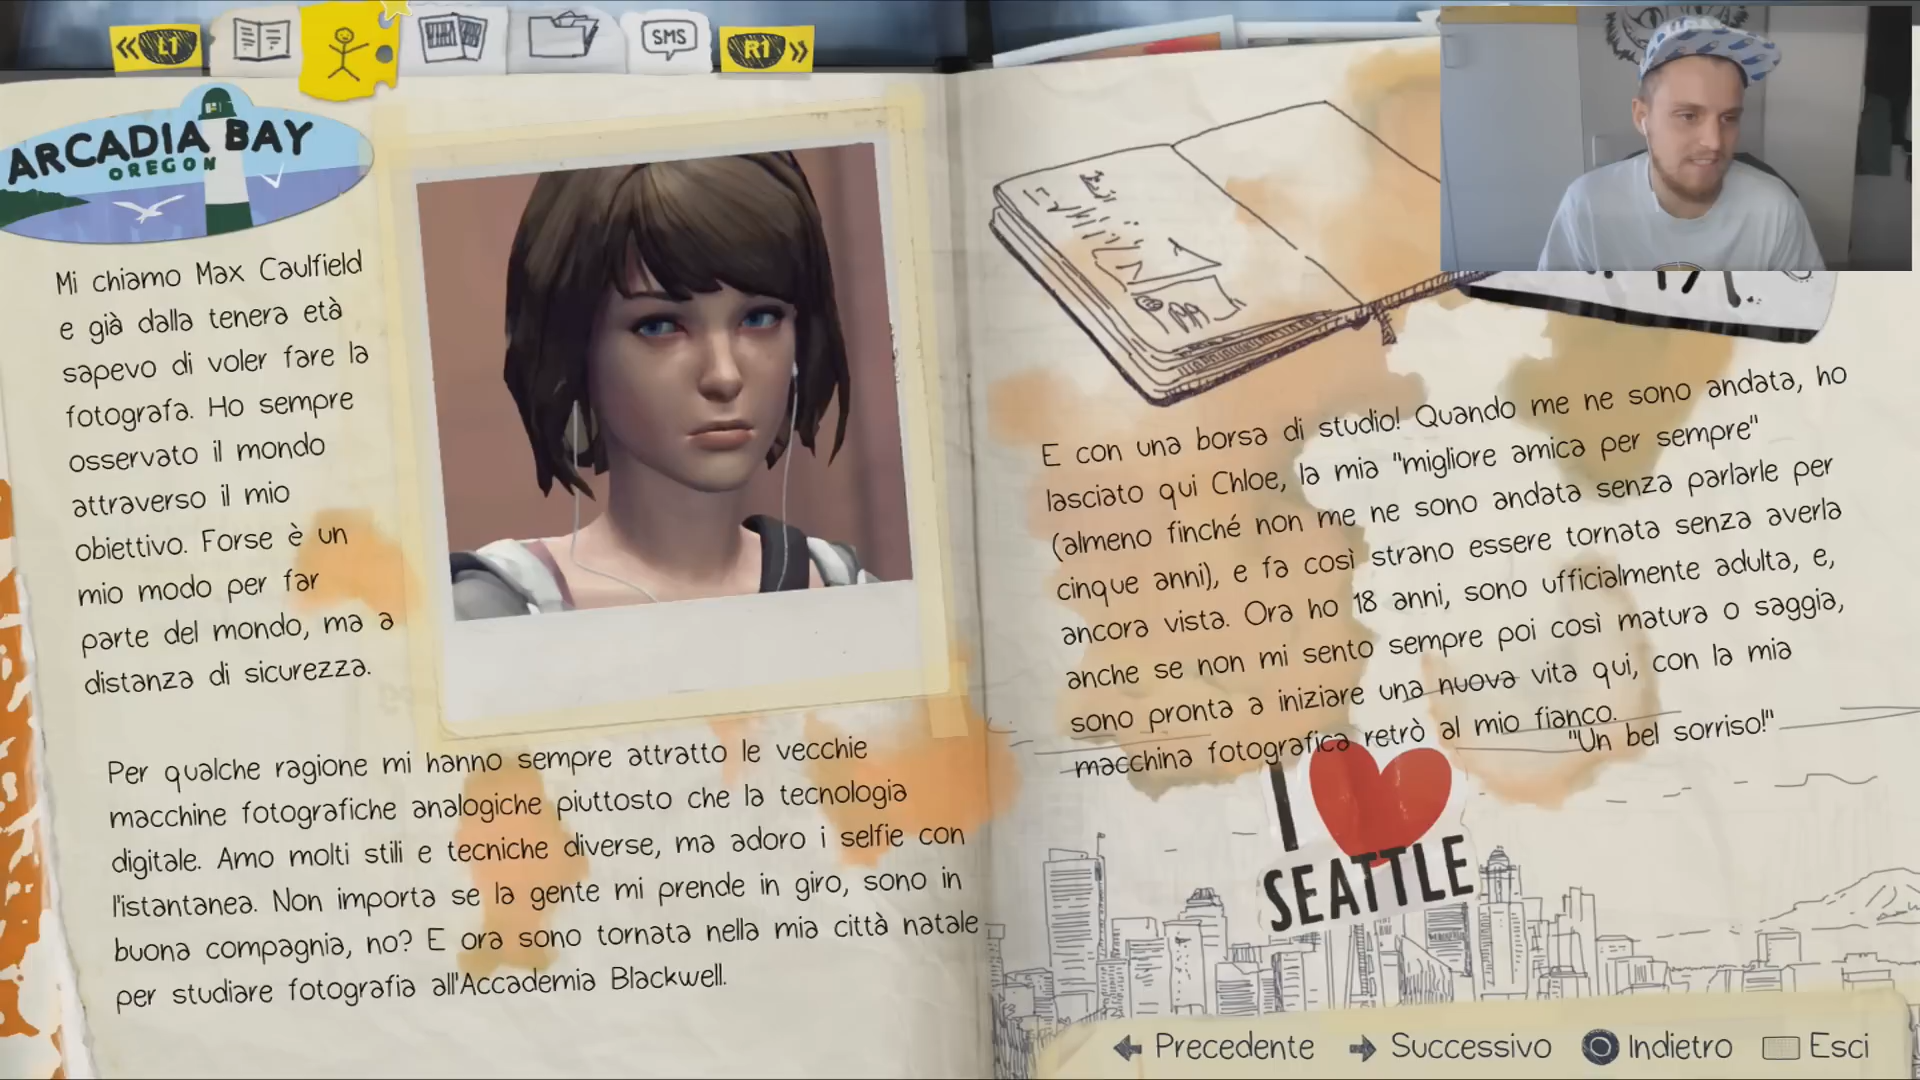 L1
SMS
R1
ARCADIA BAY
OREGON
Mi chiamo Max Caulfield
e già dalla tenera età
sapevo di voler fare la
fotografa. Ho sempre
osservato il mondo
attraverso il mio
obiettivo. Forse è un
mio modo per far
parte del mondo, ma a
distanza di sicurezza.
Per qualche ragione mi hanno sempre attratto le vecchie
macchine fotografiche analogiche piuttosto che la tecnologia
digitale. Amo molti stili e tecniche diverse, ma adoro i selfie con
l'istantanea. Non importa se la gente mi prende in giro, sono in
buona compagnia, no? E ora sono tornata nella mia città natale
per studiare fotografia all'Accademia Blackwell.
E con una borsa di studio! Quando me ne sono andata, ho
lasciato qui Chloe, la mia "migliore amica per sempre"
(almeno finché non me ne sono andata senza parlarle per
cinque anni), e fa così strano essere tornata senza averla
ancora vista. Ora ho 18 anni, sono ufficialmente adulta, e,
anche se non mi sento sempre poi così matura o saggia,
sono pronta a iniziare una nuova vita qui, con la mia
macchina fotografica retrò al mio fianco.
"Un bel sorriso!"
I
SEATTLE
Precedente
Successivo
Indietro
Esci